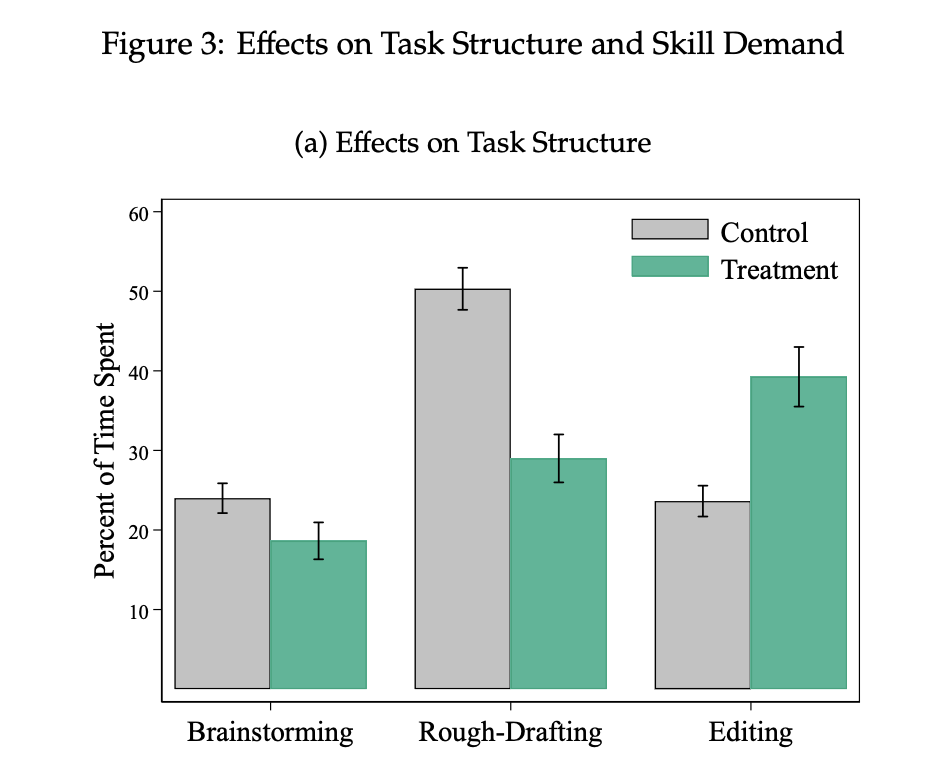 Figure 3: Effects on Task Structure and Skill Demand
(a) Effects on Task Structure
Control
Treatment
Percent of Time Spent
60
50
40
30
20
10
Brainstorming
Rough-Drafting
Editing